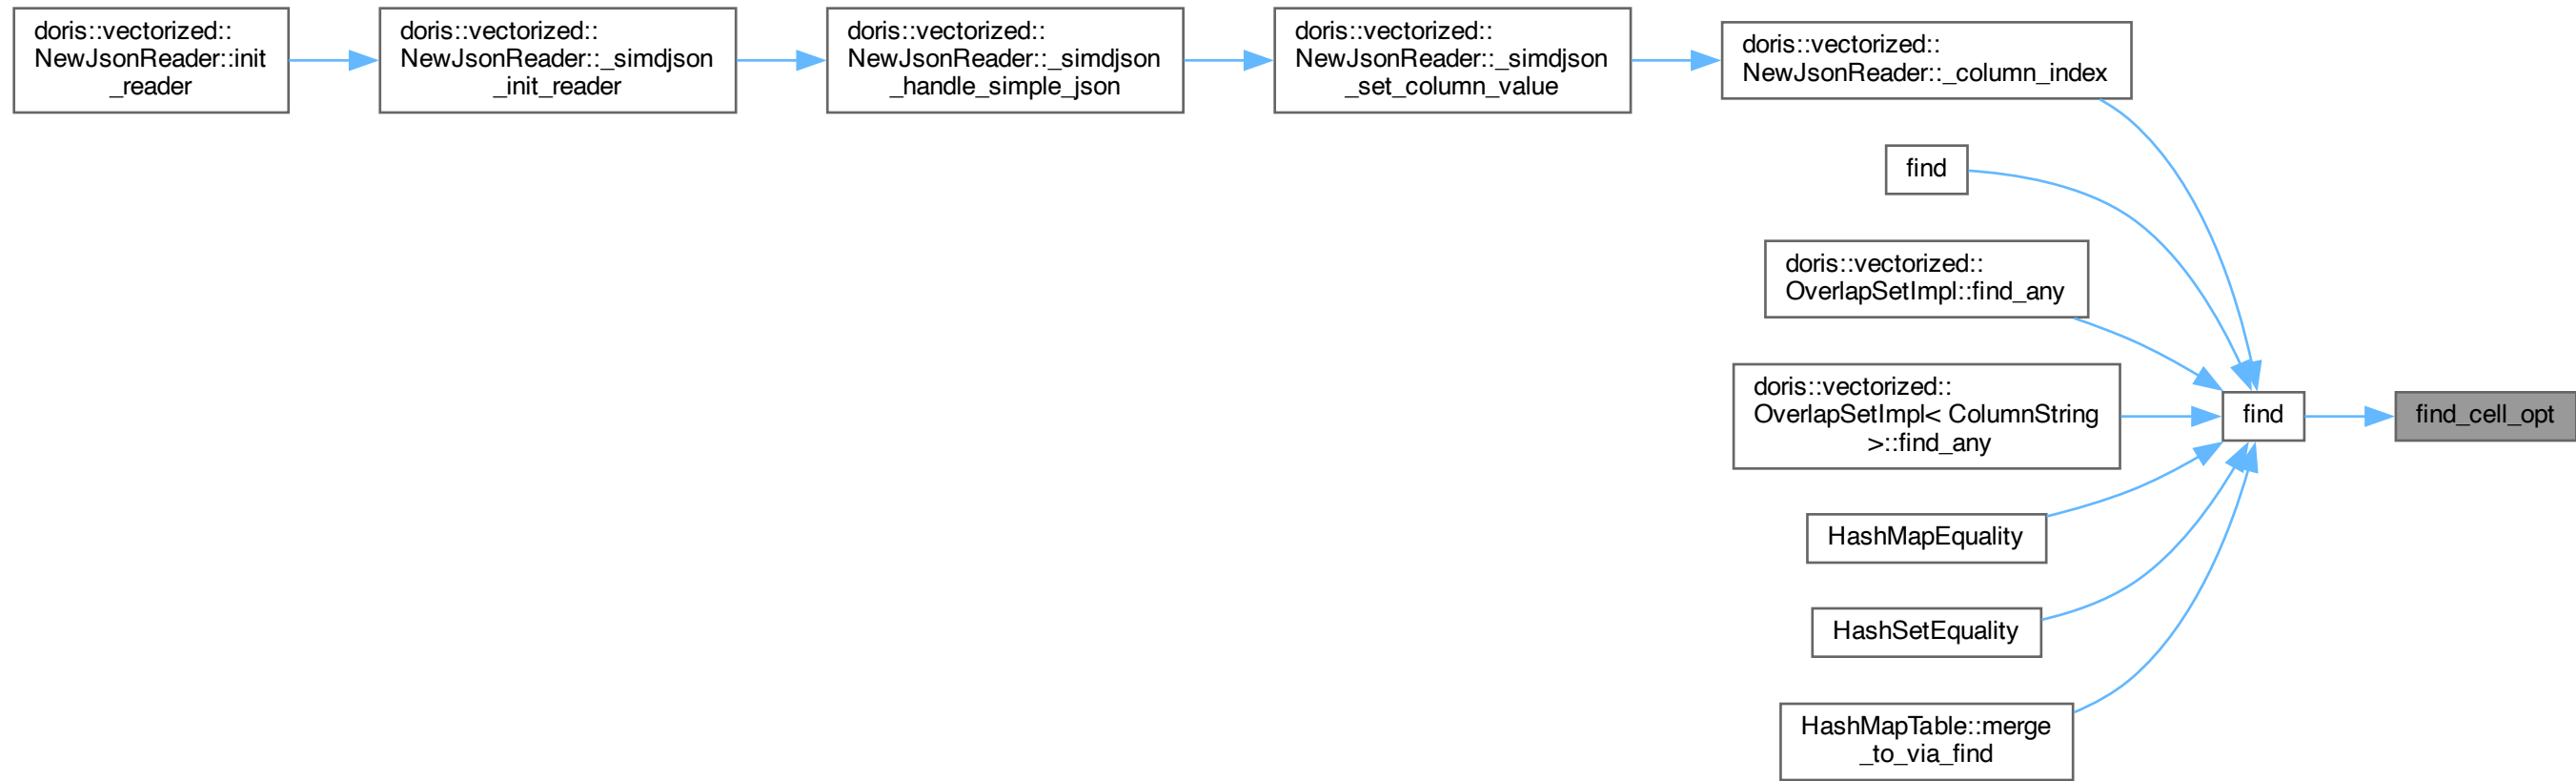 doris::vectorized::
NewJsonReader::init
_reader
doris::vectorized::
NewJsonReader::_simdjson
_init_reader
doris::vectorized::
NewJsonReader::_simdjson
_handle_simple_json
doris::vectorized::
NewJsonReader::_simdjson
_set_column_value
doris::vectorized::
NewJsonReader::_column_index
find
doris::vectorized::
OverlapSetImpl::find_any
doris::vectorized::
OverlapSetImpl< ColumnString
>::find_any
find
find_cell_opt
HashMapEquality
HashSetEquality
HashMapTable::merge
_to_via_find